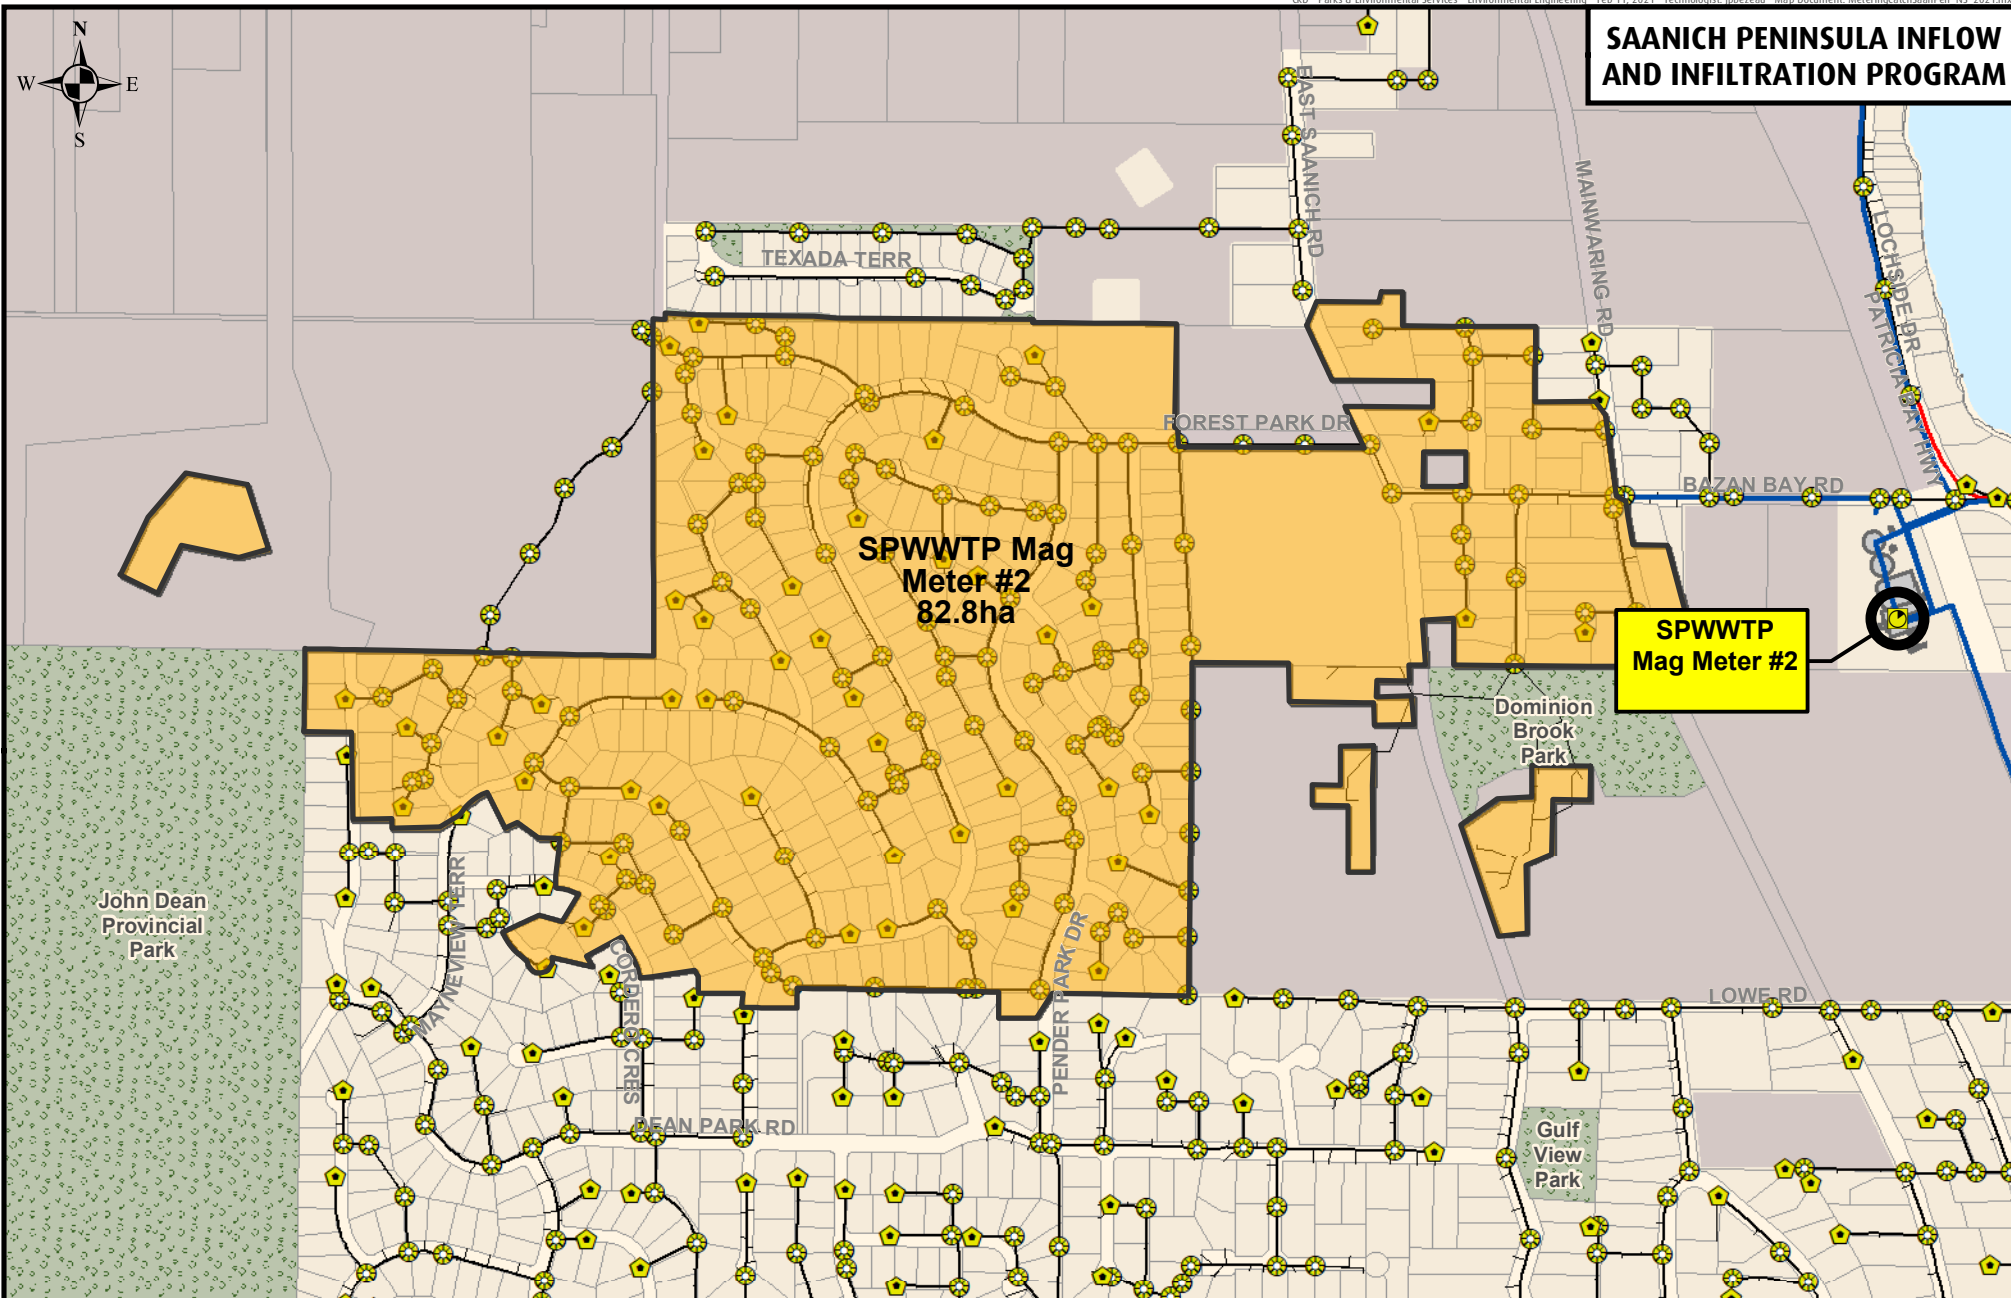 SAANICH PENINSULA INFLOW
AND INFILTRATION PROGRAM
N
W
E
S
EAST SAANICH RD
MAINWARING RD
LOCHSIDE DR
PATRICIA BAY HWY
TEXADA TERR
FOREST PARK DR
BAZAN BAY RD
SPWWTP Mag
Meter #2
82.8ha
SPWWTP
Mag Meter #2
Dominion
Brook
Park
John Dean
Provincial
Park
MAYNEVIEW TERR
CORDERO CRES
PENDER PARK DR
LOWE RD
DEAN PARK RD
Gulf
View
Park